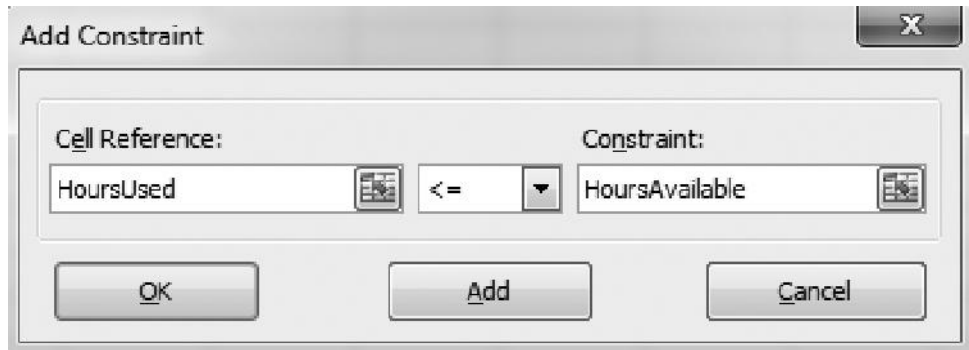 Add Constraint
X
Cell Reference:
Constraint:
HoursUsed
<=
HoursAvailable
OK
Add
Cancel